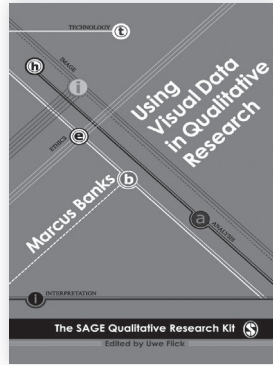 TECHNOLOGY t
h
IMAGE
i
Using
Visual Data
in Qualitative
Research
ETHICS e
b
Marcus Banks
a
ANALYSIS
i INTERPRETATION
The SAGE Qualitative Research Kit S
Edited by Uwe Flick